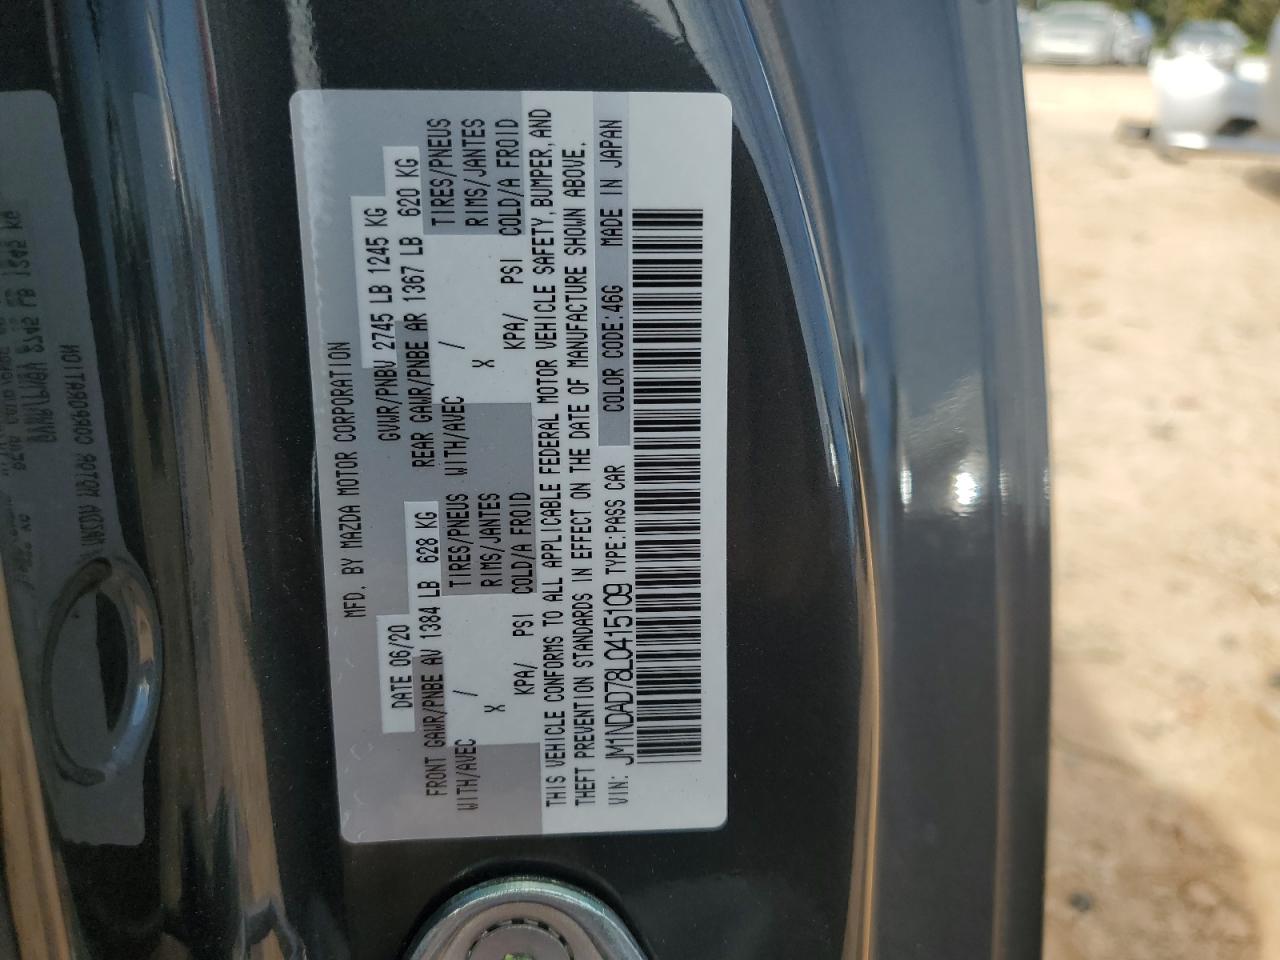 MFD. BY MAZDA MOTOR CORPORATION
DATE 06/20 GVWR/PNBV 2745 LB 1245 KG
FRONT GAWR/PNBE AV 1384 LB 628 KG REAR GAWR/PNBE AR 1367 LB 620 KG
WITH/AVEC / TIRES/PNEUS WITH/AVEC / TIRES/PNEUS
X RIMS/JANTES X RIMS/JANTES
KPA/ PSI COLD/A FROID KPA/ PSI COLD/A FROID
THIS VEHICLE CONFORMS TO ALL APPLICABLE FEDERAL MOTOR VEHICLE SAFETY, BUMPER, AND
THEFT PREVENTION STANDARDS IN EFFECT ON THE DATE OF MANUFACTURE SHOWN ABOVE.
VIN: JM1NDAD78L0415109 TYPE:PASS CAR COLOR CODE:46G MADE IN JAPAN